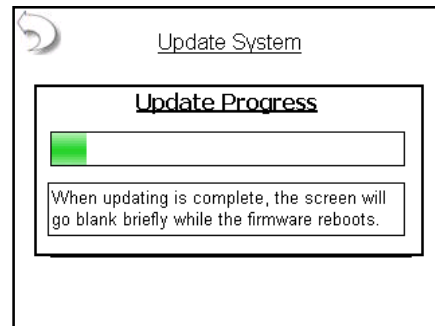 Update System
Update Progress
When updating is complete, the screen will
go blank briefly while the firmware reboots.